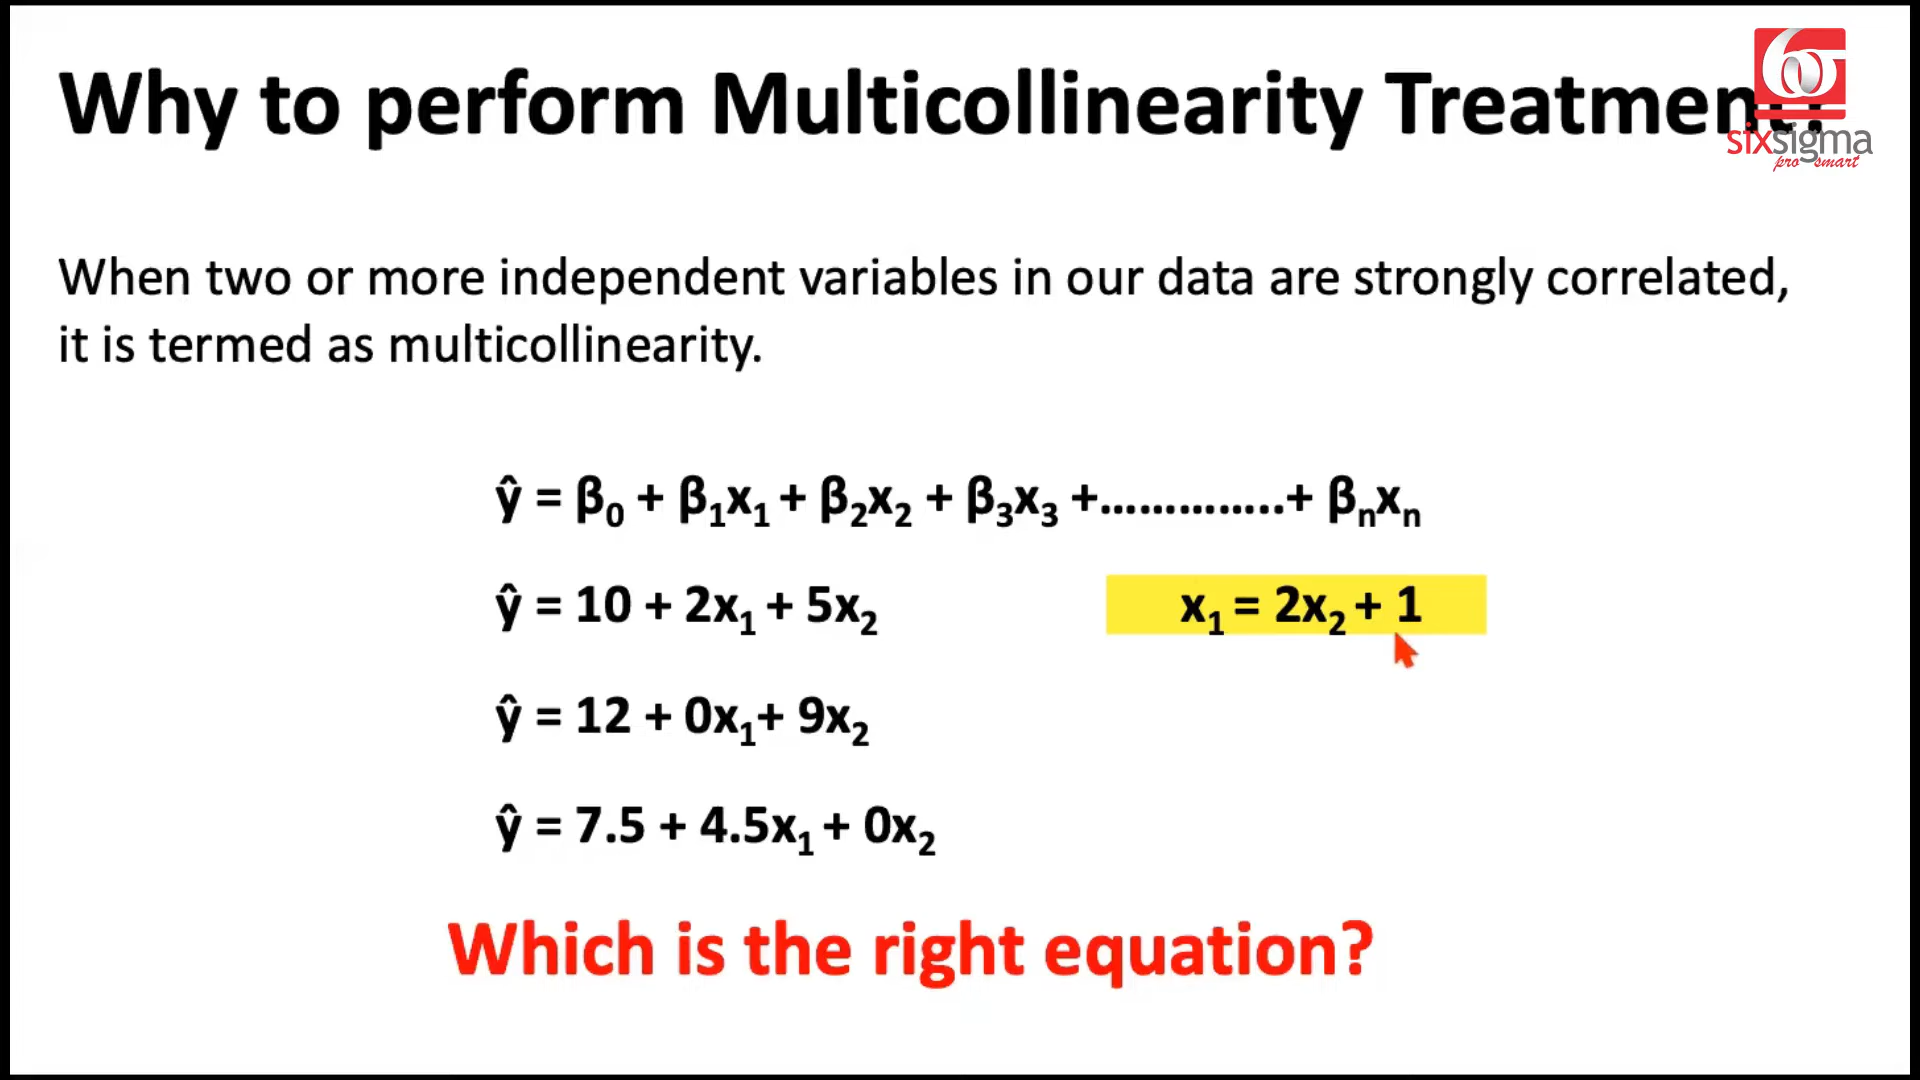 Why to perform Multicollinearity Treatment?
sixsigma
pro smart
When two or more independent variables in our data are strongly correlated,
it is termed as multicollinearity.
ŷ = β₀ + β₁x₁ + β₂x₂ + β₃x₃ +..............+ βₙxₙ
ŷ = 10 + 2x₁ + 5x₂
x₁ = 2x₂ + 1
ŷ = 12 + 0x₁+ 9x₂
ŷ = 7.5 + 4.5x₁ + 0x₂
Which is the right equation?